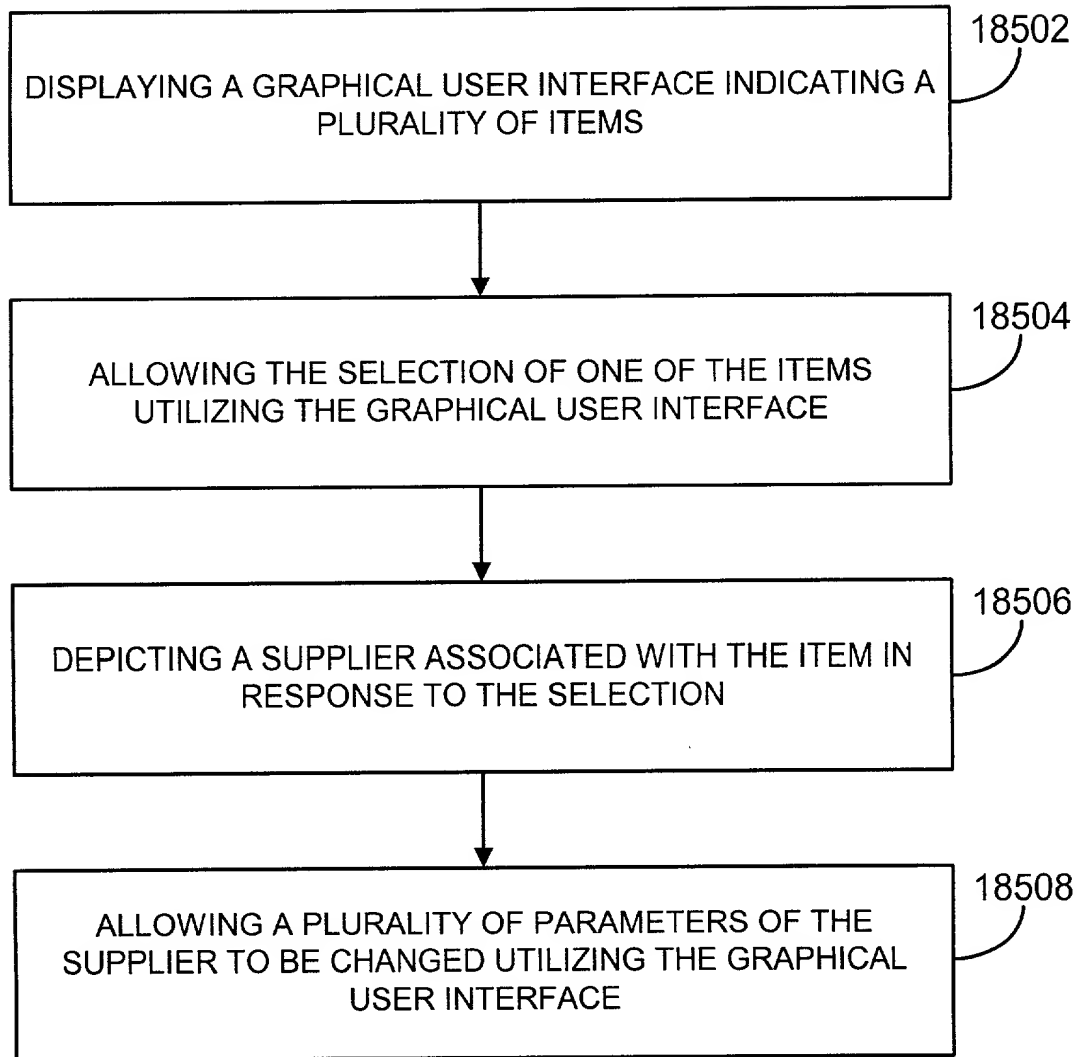 18502
DISPLAYING A GRAPHICAL USER INTERFACE INDICATING A
PLURALITY OF ITEMS
18504
ALLOWING THE SELECTION OF ONE OF THE ITEMS
UTILIZING THE GRAPHICAL USER INTERFACE
18506
DEPICTING A SUPPLIER ASSOCIATED WITH THE ITEM IN
RESPONSE TO THE SELECTION
18508
ALLOWING A PLURALITY OF PARAMETERS OF THE
SUPPLIER TO BE CHANGED UTILIZING THE GRAPHICAL
USER INTERFACE